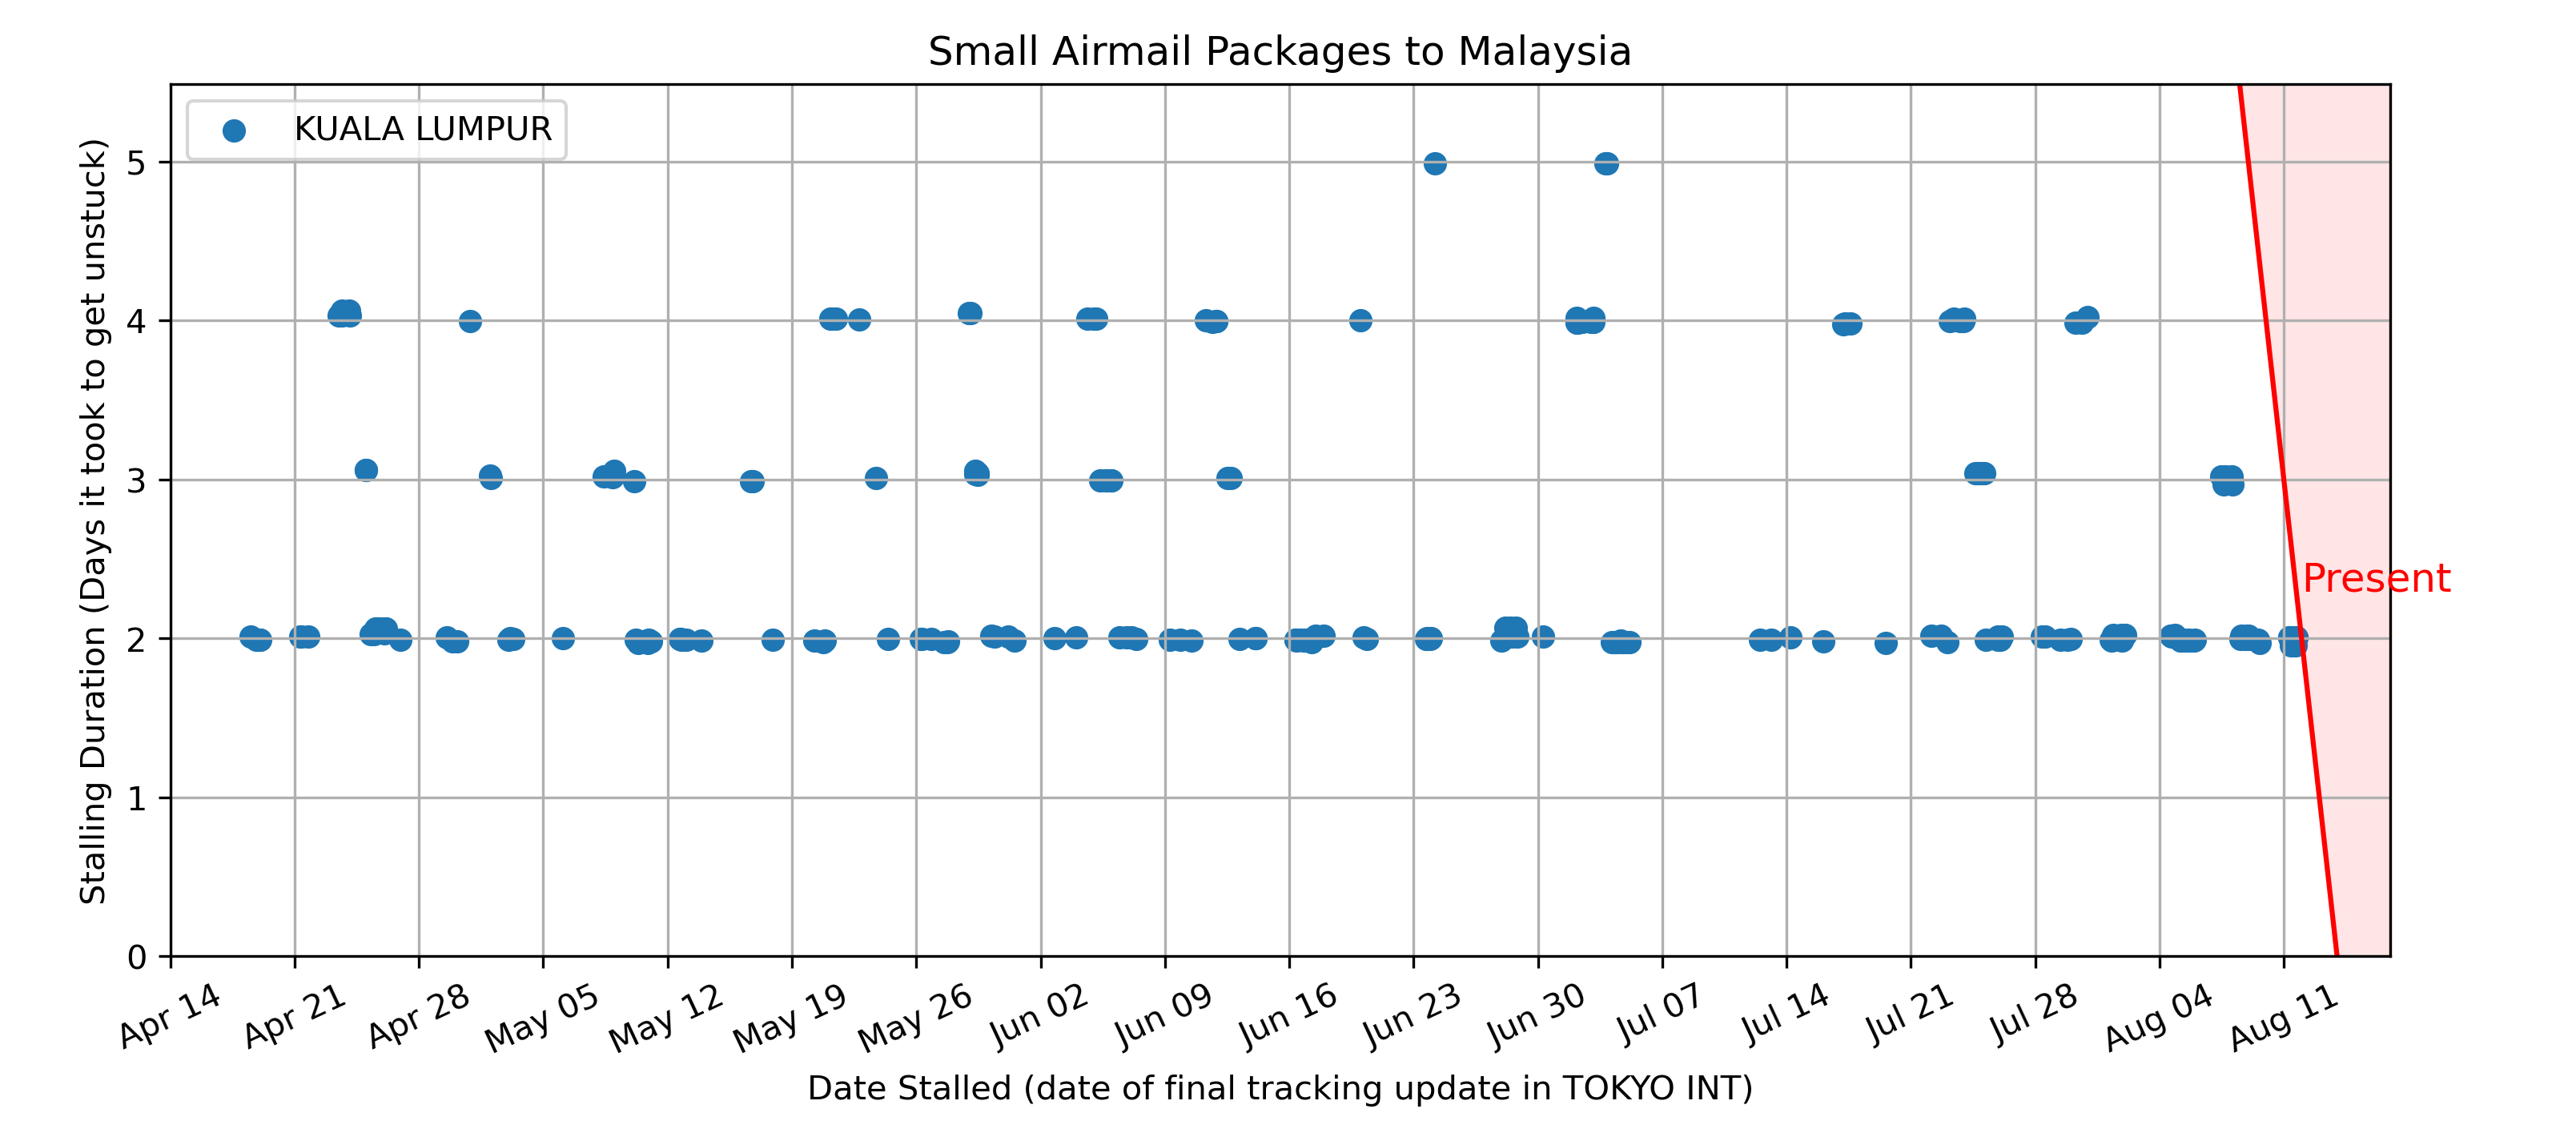 Small Airmail Packages to Malaysia
KUALA LUMPUR
Stalling Duration (Days it took to get unstuck)
5
4
3
2
1
0
Present
Apr 14
Apr 21
Apr 28
May 05
May 12
May 19
May 26
Jun 02
Jun 09
Jun 16
Jun 23
Jun 30
Jul 07
Jul 14
Jul 21
Jul 28
Aug 04
Aug 11
Date Stalled (date of final tracking update in TOKYO INT)